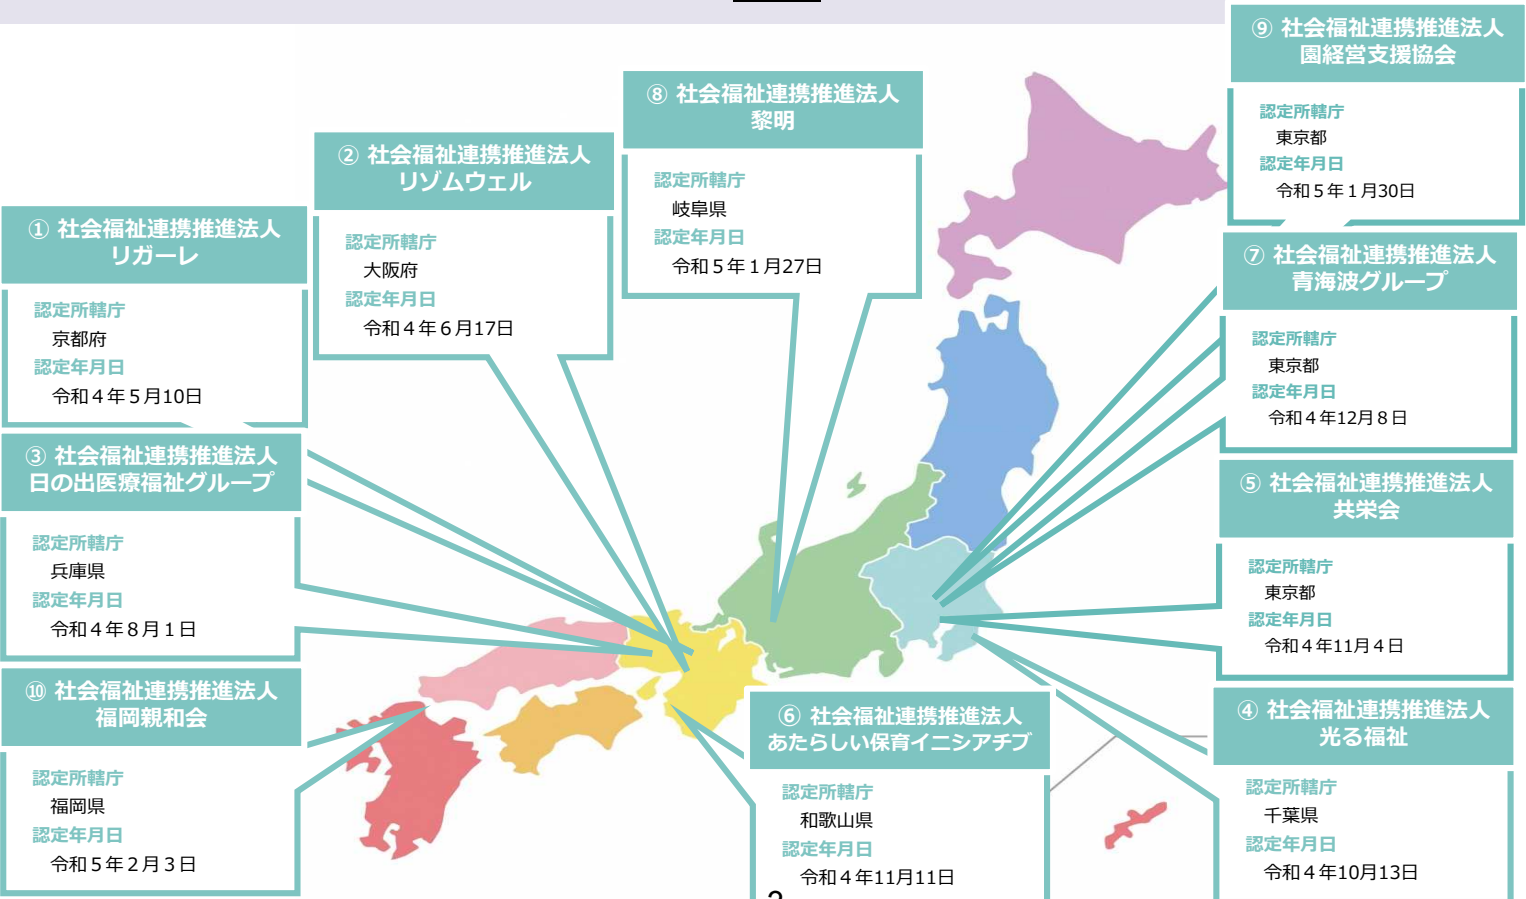 ① 社会福祉連携推進法人
リガーレ
認定所轄庁
京都府
認定年月日
令和４年５月10日
② 社会福祉連携推進法人
リゾムウェル
認定所轄庁
大阪府
認定年月日
令和４年６月17日
③ 社会福祉連携推進法人
日の出医療福祉グループ
認定所轄庁
兵庫県
認定年月日
令和４年８月１日
④ 社会福祉連携推進法人
光る福祉
認定所轄庁
千葉県
認定年月日
令和４年10月13日
⑤ 社会福祉連携推進法人
共栄会
認定所轄庁
東京都
認定年月日
令和４年11月４日
⑥ 社会福祉連携推進法人
あたらしい保育イニシアチブ
認定所轄庁
和歌山県
認定年月日
令和４年11月11日
⑦ 社会福祉連携推進法人
青海波グループ
認定所轄庁
東京都
認定年月日
令和４年12月８日
⑧ 社会福祉連携推進法人
黎明
認定所轄庁
岐阜県
認定年月日
令和５年１月27日
⑨ 社会福祉連携推進法人
園経営支援協会
認定所轄庁
東京都
認定年月日
令和５年１月30日
⑩ 社会福祉連携推進法人
福岡親和会
認定所轄庁
福岡県
認定年月日
令和５年２月３日